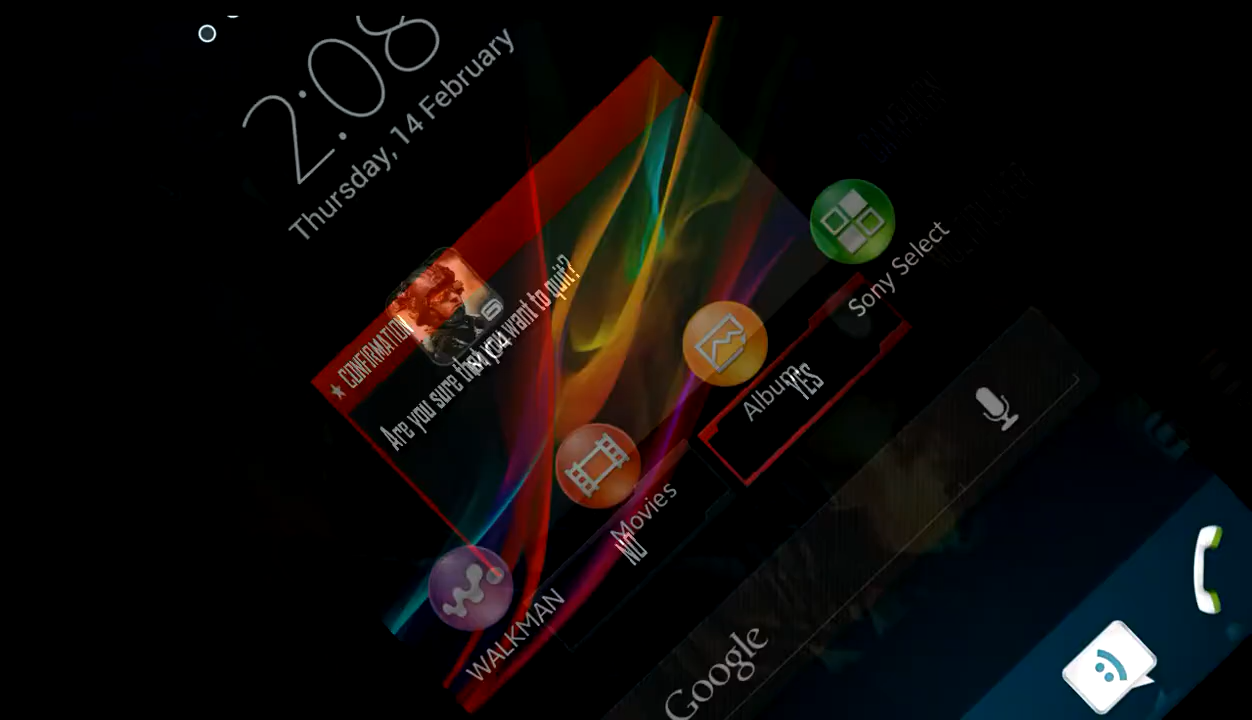 2:08
Thursday, 14 February
CONFIRMATION
Are you sure that you want to quit?
YES
NO
Sony Select
Album
Movies
WALKMAN
Google